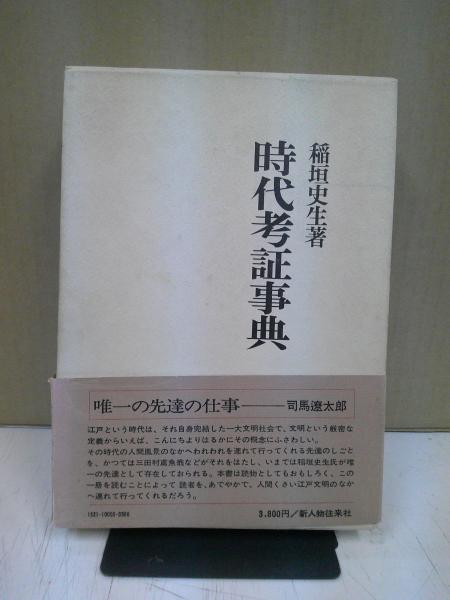 稲垣史生著
時代考証事典
唯一の先達の仕事――司馬遼太郎
江戸という時代は、それ自身完結した一大文明社会で、文明という厳密な
定義からいえば、こんにちよりはるかにその概念にふさわしい。
その時代の人間風景のなかへわれわれを連れて行ってくれる先達のしごと
を、かつては三田村鳶魚翁などがそれをはたし、いまでは稲垣史生氏が唯
一の先達として存在しておられる。本書は読物としてもおもしろく、この
一冊を読むことによって読者を、あでやかで、人間くさい江戸文明のなか
へ連れて行ってくれるだろう。
3,800円/新人物往来社